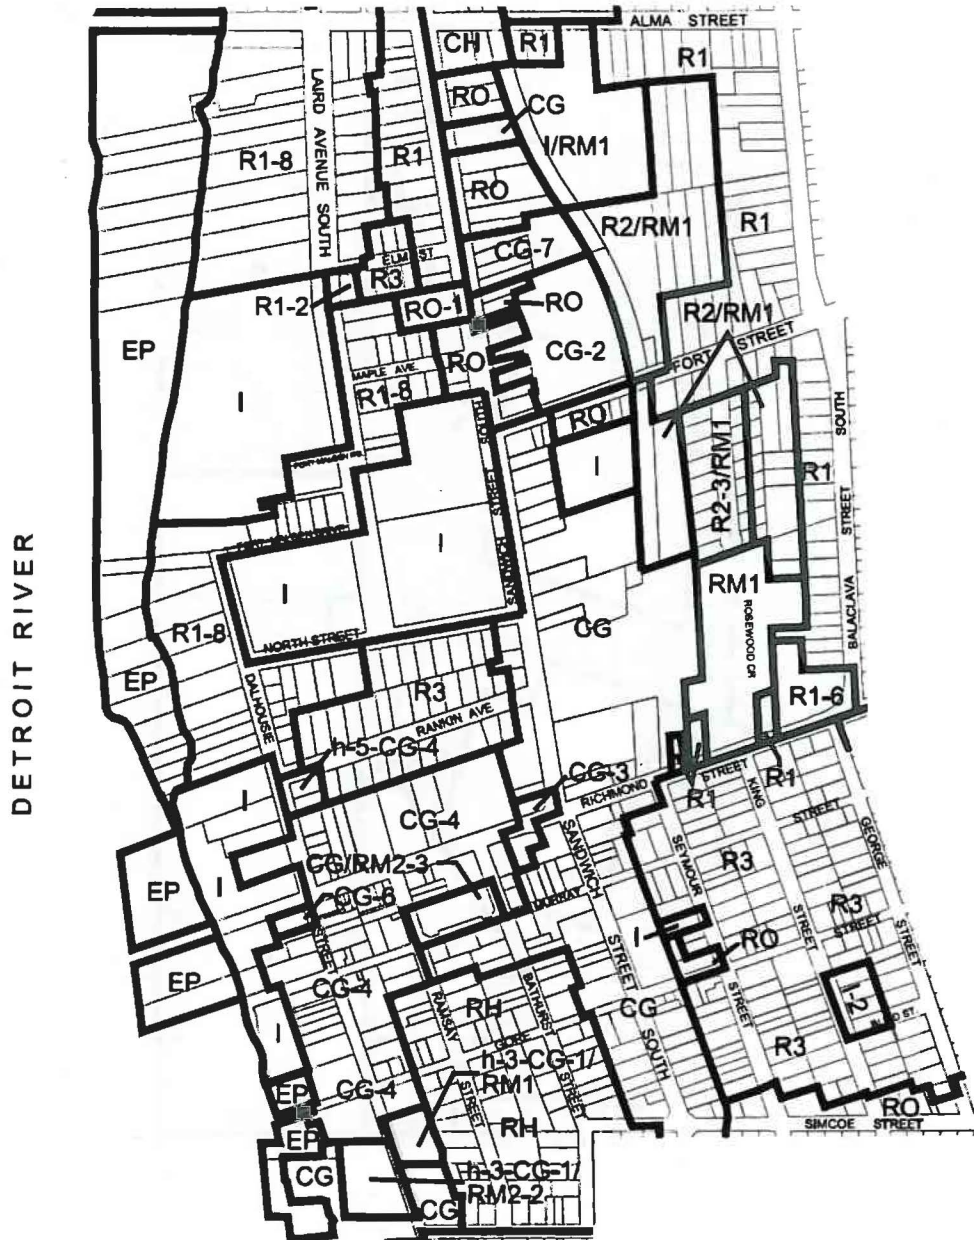 ALMA STREET
CH
R1
R1
RO
CG
I/RM1
LAIRD AVENUE SOUTH
R1-8
R1
RO
R2/RM1
R1
CG-7
ELM ST
R3
R1-2
RO-1
RO
R2/RM1
FORT STREET
EP
RO
CG-2
MAPLE AVE.
R1-8
I
RO
SOUTH
I
R2-3/RM1
R1
STREET
BALACLAVA
SANDWICH STREET SOUTH
I
I
DETROIT RIVER
RM1
ROSEWOOD CR
CG
NORTH STREET
R1-8
EP
DALHOUSIE
R3
RANKIN AVE
R1-6
h-5-CG-4
CG-3
RICHMOND STREET
R1
R1
I
CG-4
KING
STREET
GEORGE
SANDWICH
SEYMOUR
R3
CG/RM2-3
EP
I
CG-6
MURRAY
R3
STREET
STREET
I
RO
STREET
STREET
EP
CG-4
STREET
RAMSAY
RH
BATHURST
CG
STREET
I-2
I
GORE
R3
SOUTH
h-3-CG-1/
RM1
STREET
STREET
EP
CG-4
RO
SIMCOE STREET
EP
RH
CG
h-3-CG-1/
RM2-2
CG